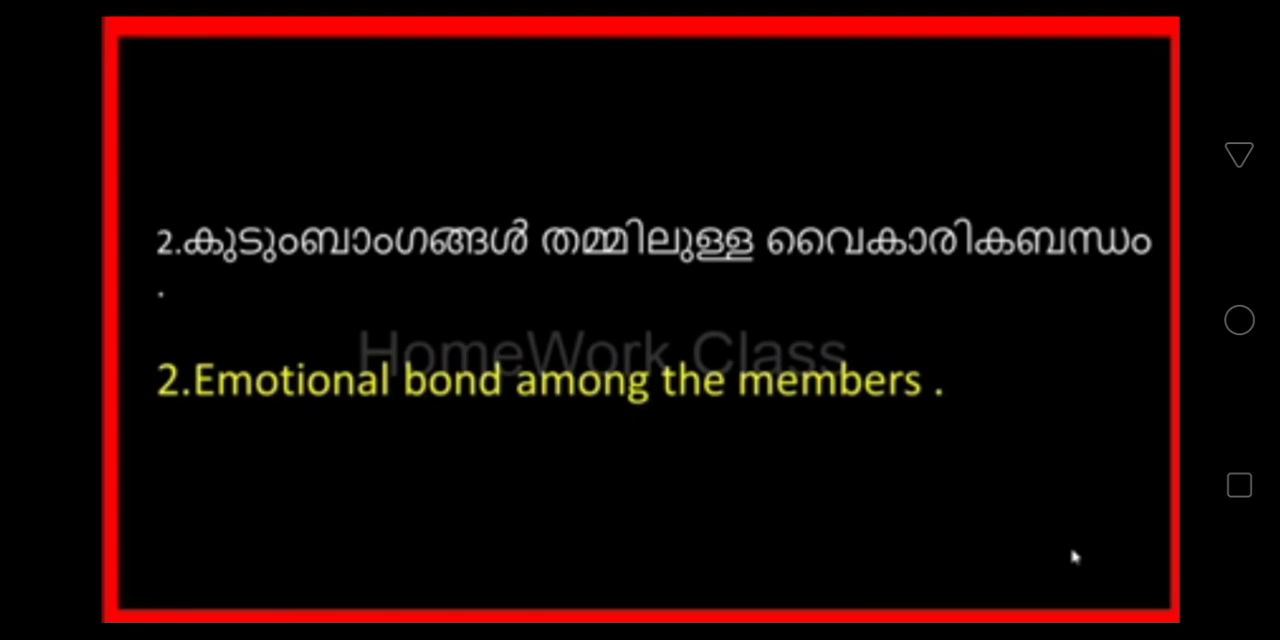 2.കുടുംബാംഗങ്ങൾ തമ്മിലുള്ള വൈകാരികബന്ധം
.
HomeWork Class
2.Emotional bond among the members .